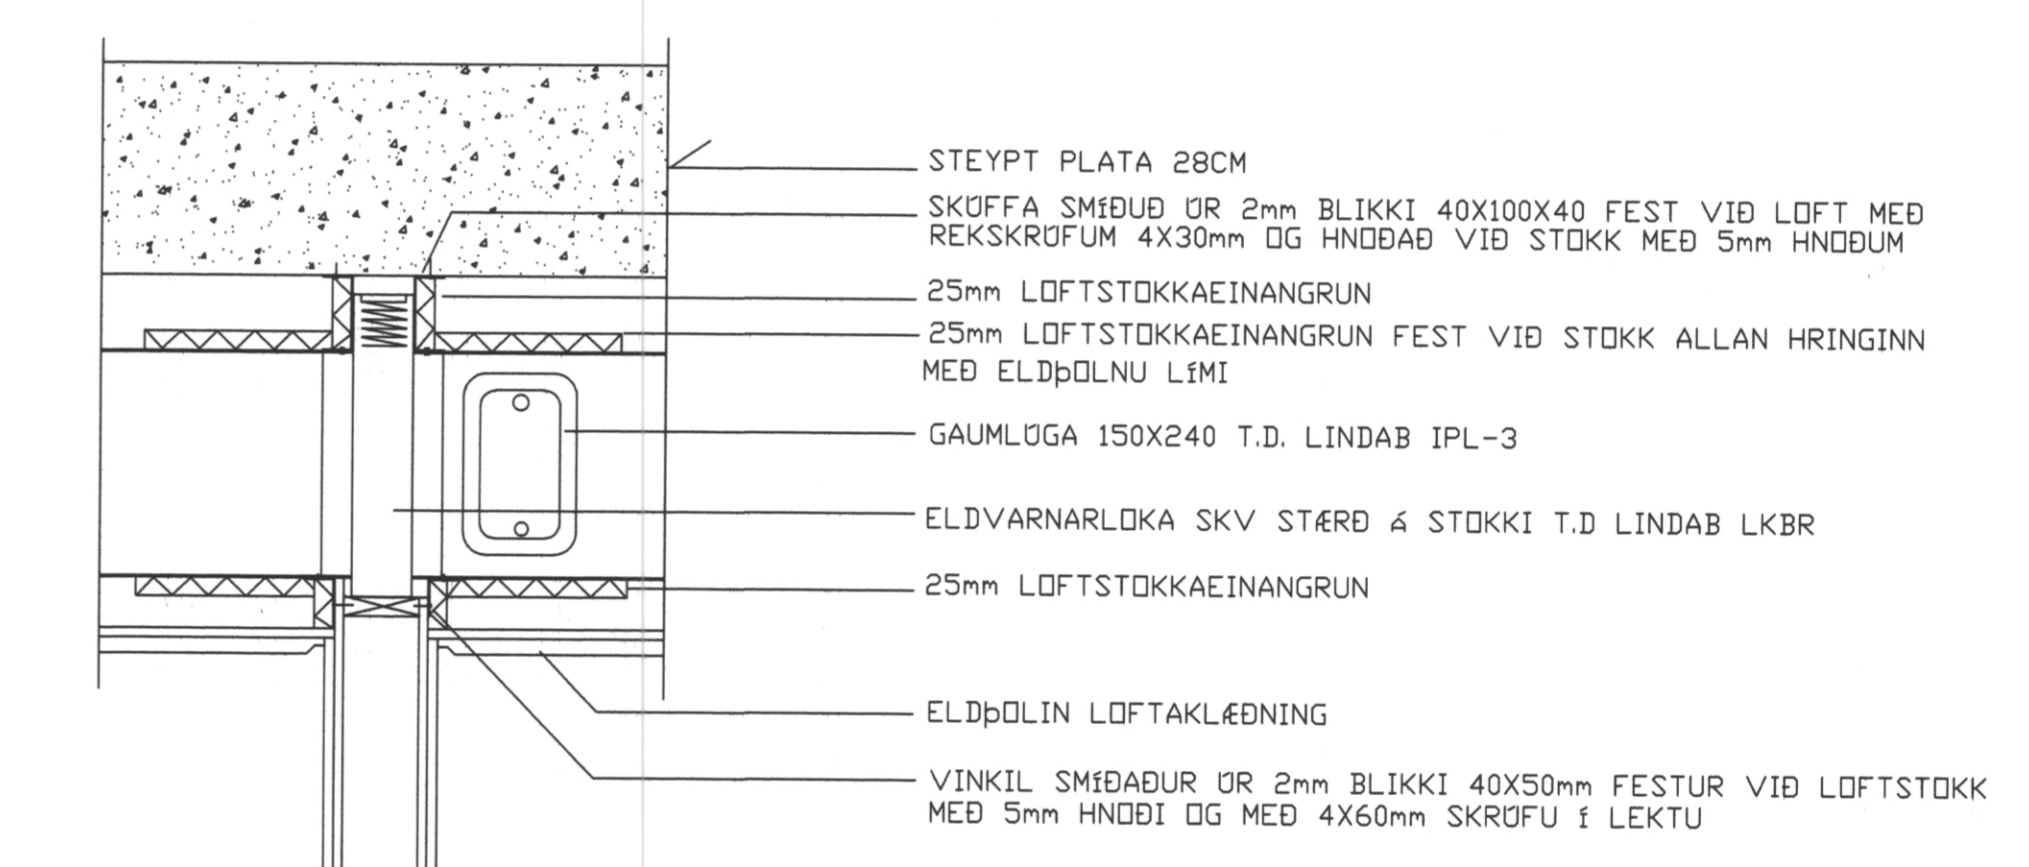 STEYPT PLATA 28CM
SKÚFFA SMÍÐUÐ ÚR 2mm BLIKKI 40X100X40 FEST VIÐ LOFT MEÐ
REKSKRÚFUM 4X30mm OG HNOÐAÐ VIÐ STOKK MEÐ 5mm HNOÐUM
25mm LOFTSTOKKAEINANGRUN
25mm LOFTSTOKKAEINANGRUN FEST VIÐ STOKK ALLAN HRINGINN
MEÐ ELDÞOLNU LÍMI
GAUMLÚGA 150X240 T.D. LINDAB IPL-3
ELDVARNARLOKA SKV STÆRÐ Á STOKKI T.D LINDAB LKBR
25mm LOFTSTOKKAEINANGRUN
ELDÞOLIN LOFTAKLÆÐNING
VINKIL SMÍÐAÐUR ÚR 2mm BLIKKI 40X50mm FESTUR VIÐ LOFTSTOKK
MEÐ 5mm HNOÐI OG MEÐ 4X60mm SKRÚFU Í LEKTU